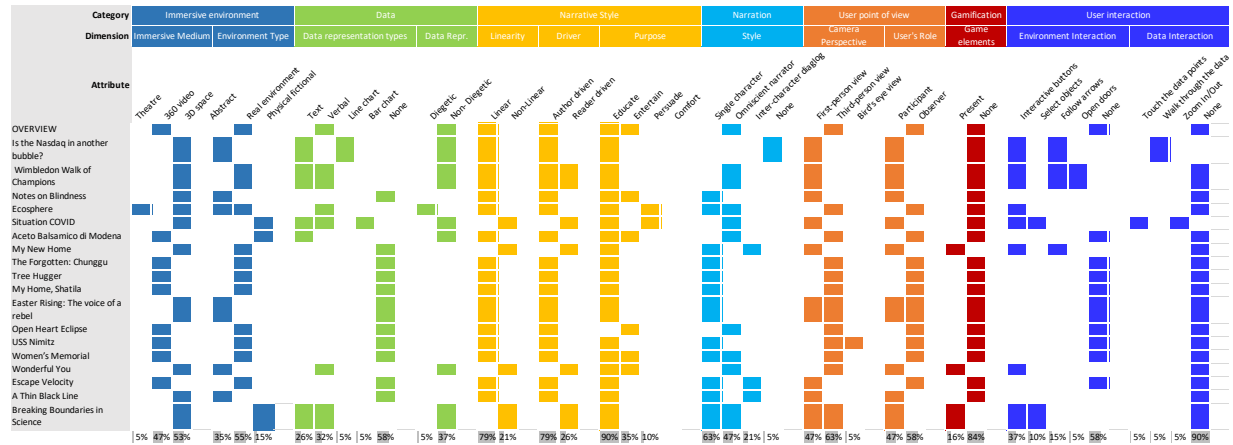 Category Immersive environment Data Narrative Style Narration User point of view Gamification User interaction
Dimension Immersive Medium Environment Type Data representation types Data Repr. Linearity Driver Purpose Style Camera Perspective User's Role Game elements Environment Interaction Data Interaction
Attribute Theatre 360 video 3D space Abstract Real environment Physical fictional Text Verbal Line chart Bar chart None Diegetic Non- Diegetic Linear Non-Linear Author driven Reader driven Educate Entertain Persuade Comfort Single character Omniscient narrator Inter-character diaglog None First-person view Third-person view Bird's eye view Participant Observer Present None Interactive buttons Select objects Follow arrows Open doors None Touch the data points Walk through the data Zoom In/Out None
OVERVIEW
Is the Nasdaq in another
bubble?
Wimbledon Walk of
Champions
Notes on Blindness
Ecosphere
Situation COVID
Aceto Balsamico di Modena
My New Home
The Forgotten: Chunggu
Tree Hugger
My Home, Shatila
Easter Rising: The voice of a
rebel
Open Heart Eclipse
USS Nimitz
Women's Memorial
Wonderful You
Escape Velocity
A Thin Black Line
Breaking Boundaries in
Science
5% 47% 53% 35% 55% 15% 26% 32% 5% 5% 58% 5% 37% 79% 21% 79% 26% 90% 35% 10% 63% 47% 21% 5% 47% 63% 5% 47% 58% 16% 84% 37% 10% 15% 5% 58% 5% 5% 5% 90%